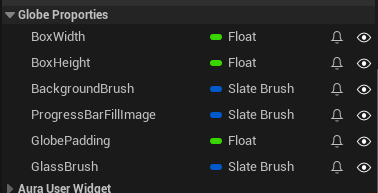 Globe Proporties
BoxWidth Float
BoxHeight Float
BackgroundBrush Slate Brush
ProgressBarFillImage Slate Brush
GlobePadding Float
GlassBrush Slate Brush
Aura User Widget